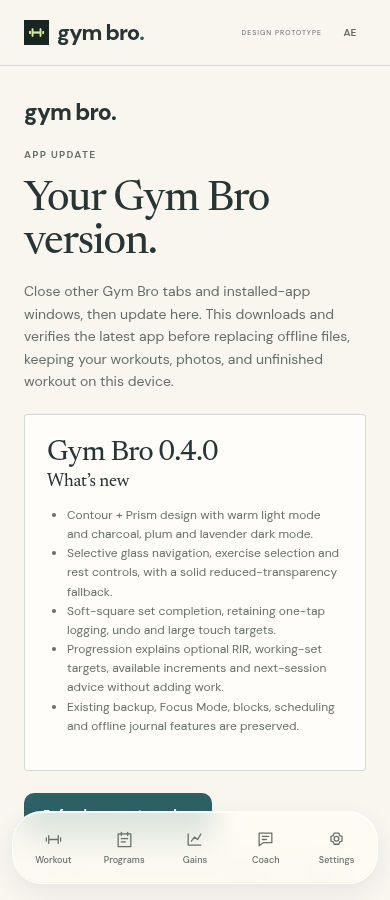 gym bro.
DESIGN PROTOTYPE
AE
gym bro.
APP UPDATE
Your Gym Bro
version.
Close other Gym Bro tabs and installed-app
windows, then update here. This downloads and
verifies the latest app before replacing offline files,
keeping your workouts, photos, and unfinished
workout on this device.
Gym Bro 0.4.0
What's new
• Contour + Prism design with warm light mode
and charcoal, plum and lavender dark mode.
• Selective glass navigation, exercise selection and
rest controls, with a solid reduced-transparency
fallback.
• Soft-square set completion, retaining one-tap
logging, undo and large touch targets.
• Progression explains optional RIR, working-set
targets, available increments and next-session
advice without adding work.
• Existing backup, Focus Mode, blocks, scheduling
and offline journal features are preserved.
Workout
Programs
Gains
Coach
Settings